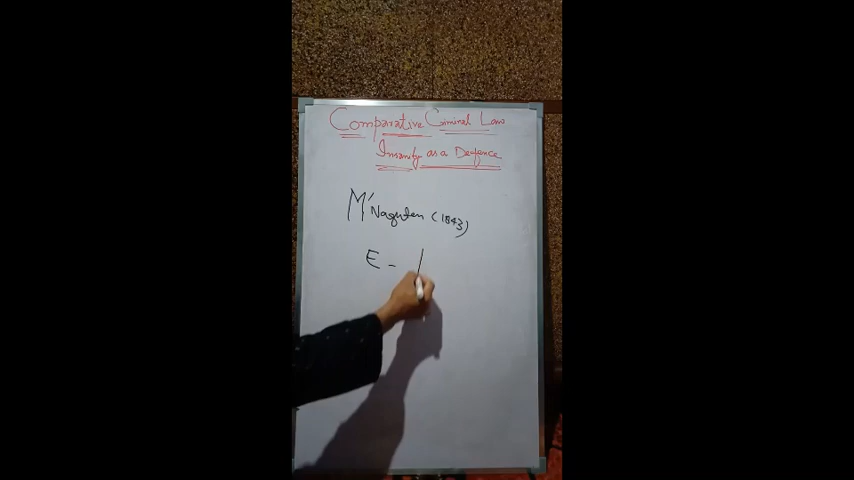 Comparative Criminal Law
Insanity as a Defence
M'Naghten (1843)
E -